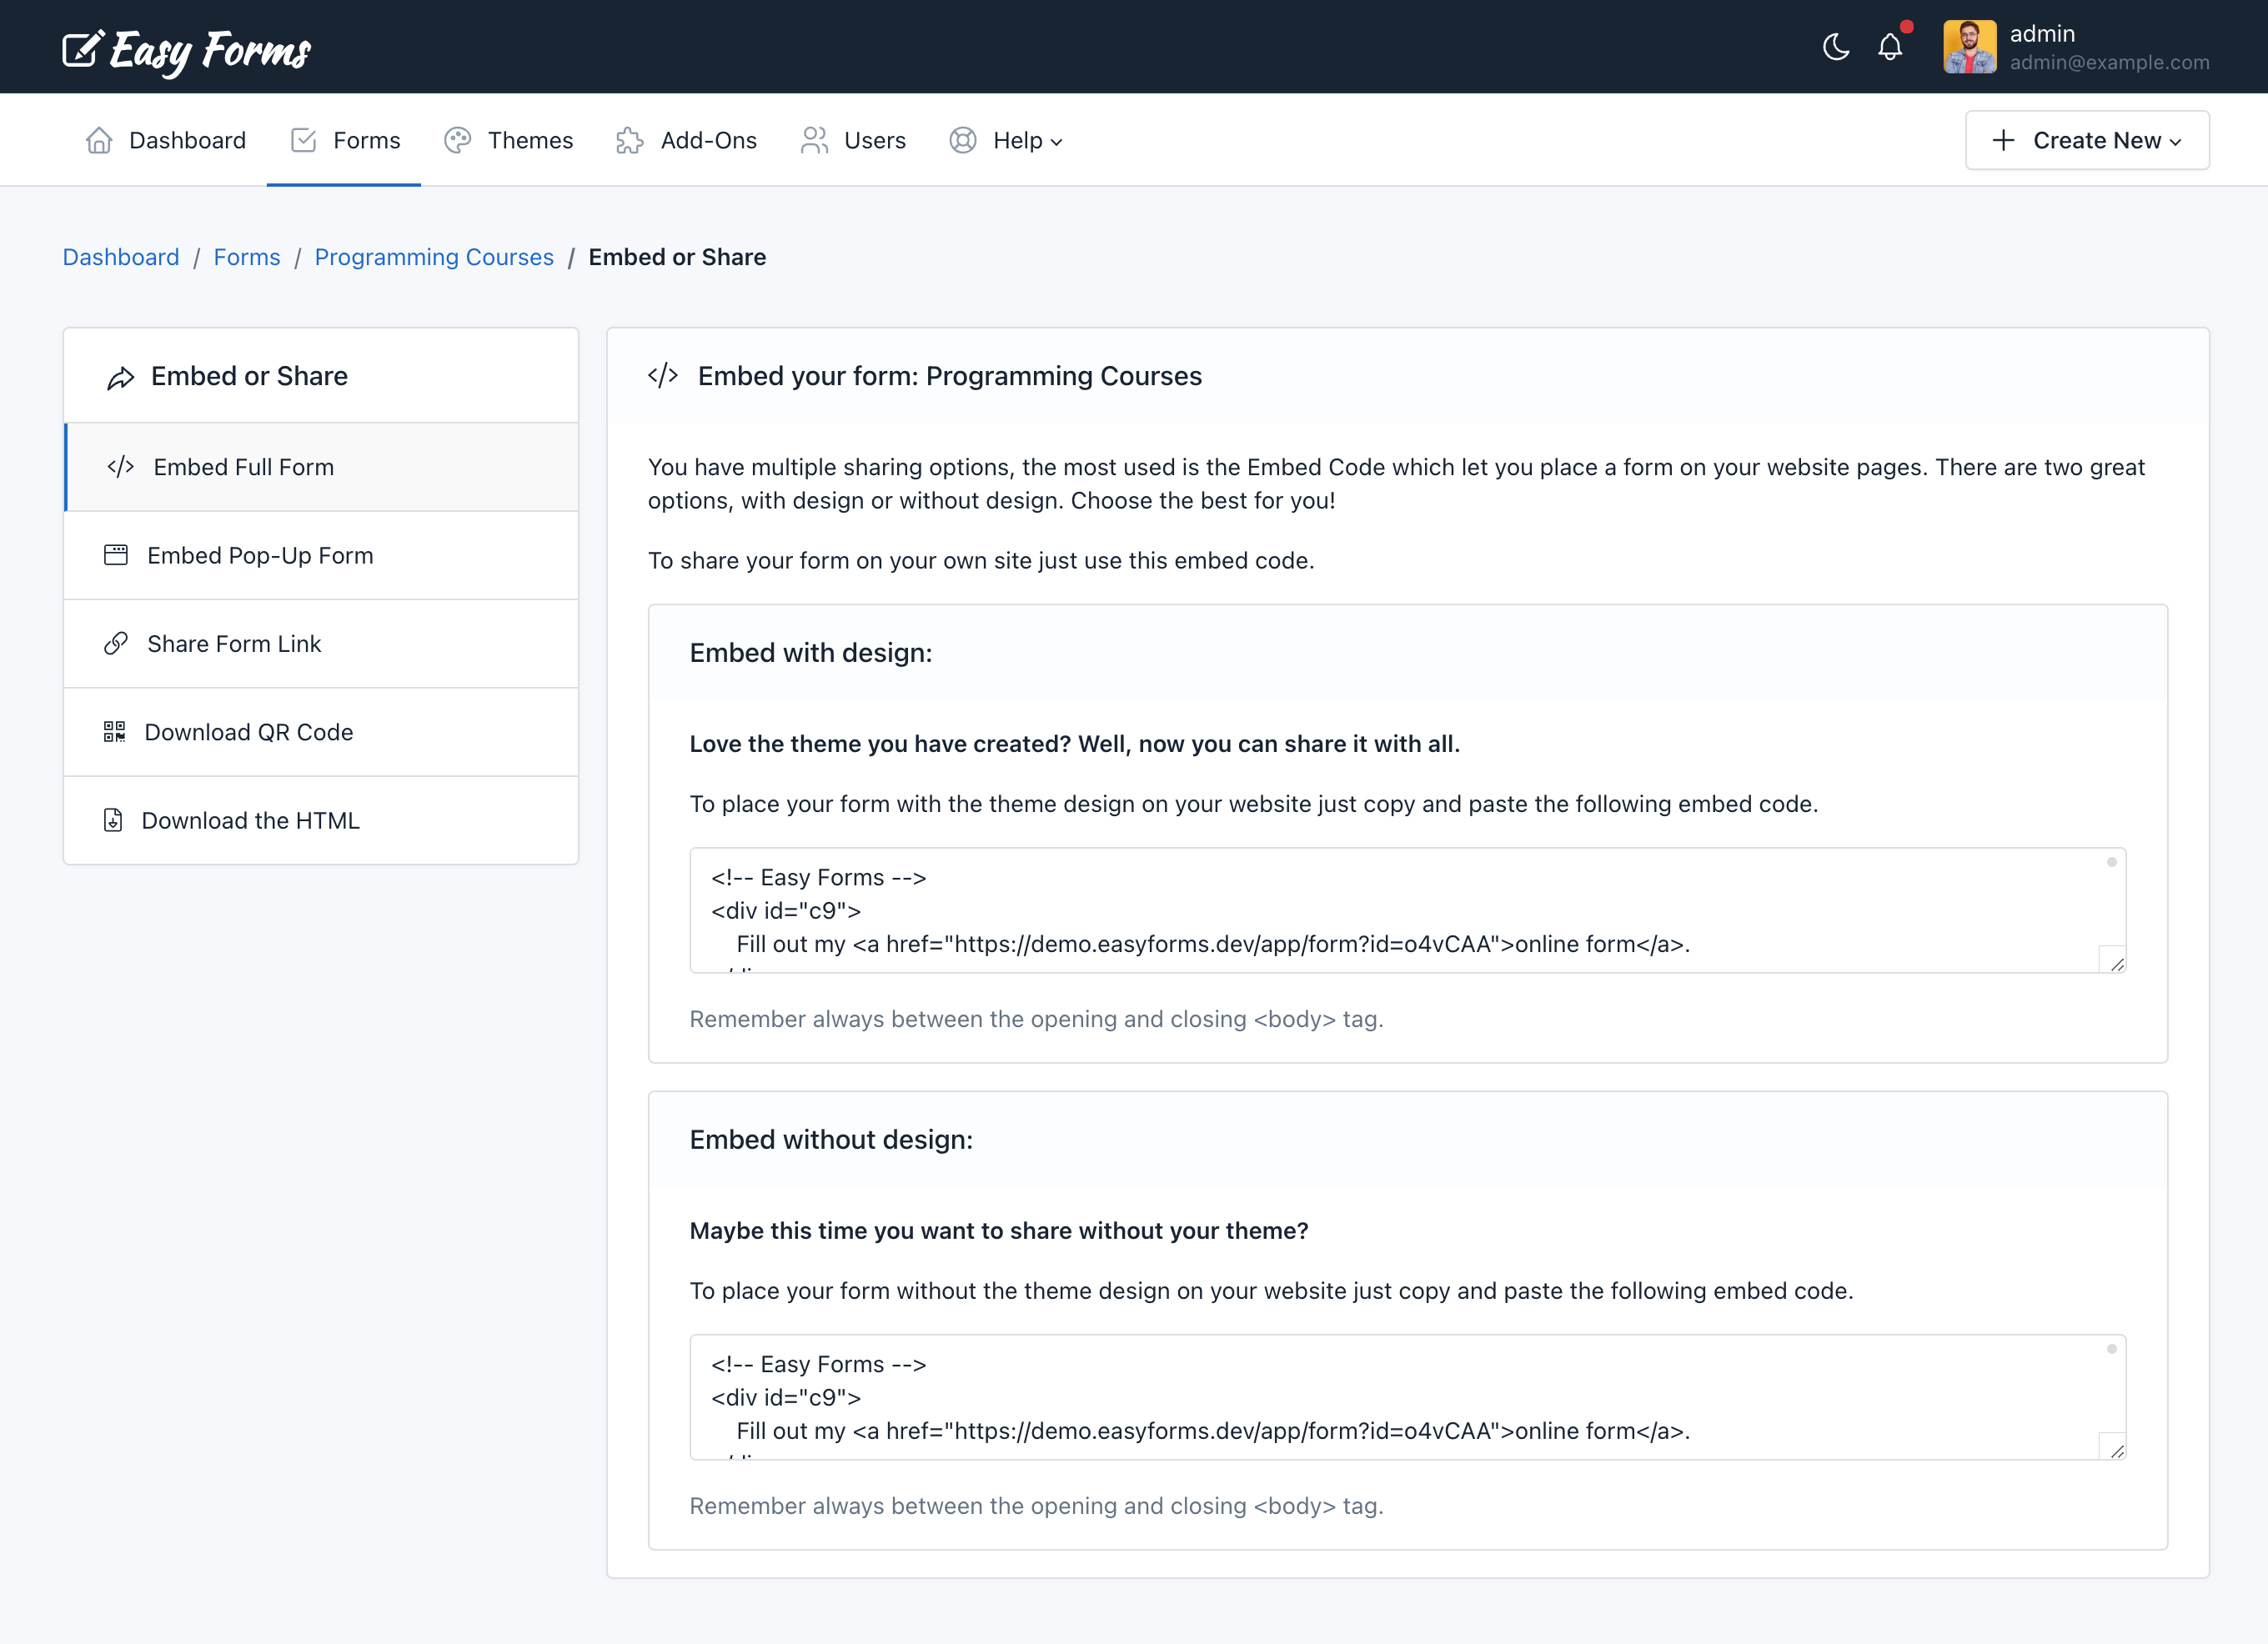 Easy Forms
admin
admin@example.com
Dashboard
Forms
Themes
Add-Ons
Users
Help
Create New
Dashboard / Forms / Programming Courses / Embed or Share
Embed or Share
Embed Full Form
Embed Pop-Up Form
Share Form Link
Download QR Code
Download the HTML
Embed your form: Programming Courses
You have multiple sharing options, the most used is the Embed Code which let you place a form on your website pages. There are two great
options, with design or without design. Choose the best for you!
To share your form on your own site just use this embed code.
Embed with design:
Love the theme you have created? Well, now you can share it with all.
To place your form with the theme design on your website just copy and paste the following embed code.
<!-- Easy Forms -->
<div id="c9">
Fill out my <a href="https://demo.easyforms.dev/app/form?id=o4vCAA">online form</a>.
Remember always between the opening and closing <body> tag.
Embed without design:
Maybe this time you want to share without your theme?
To place your form without the theme design on your website just copy and paste the following embed code.
<!-- Easy Forms -->
<div id="c9">
Fill out my <a href="https://demo.easyforms.dev/app/form?id=o4vCAA">online form</a>.
Remember always between the opening and closing <body> tag.